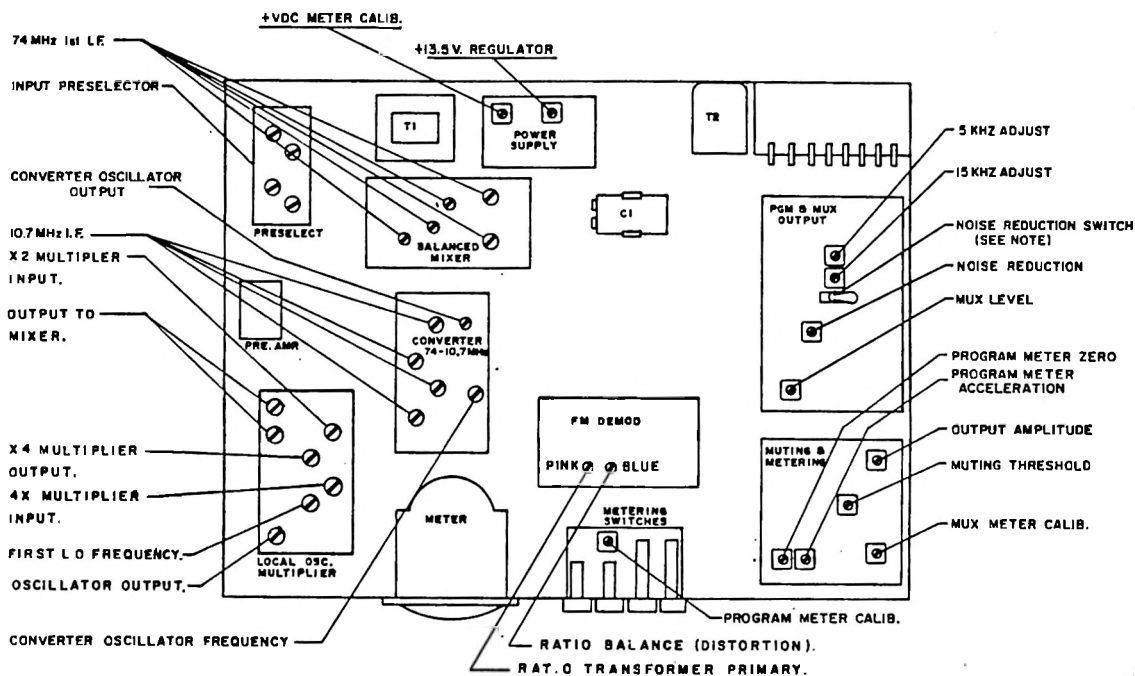 +VDC METER CALIB.
+13.5 V. REGULATOR
74 MHz 1st I.F.
INPUT PRESELECTOR
CONVERTER OSCILLATOR
OUTPUT
10.7 MHz I.F.
X2 MULTIPLER
INPUT.
OUTPUT TO
MIXER.
X4 MULTIPLIER
OUTPUT.
4X MULTIPLIER
INPUT.
FIRST LO FREQUENCY.
OSCILLATOR OUTPUT.
CONVERTER OSCILLATOR FREQUENCY
PRESELECT
T1
POWER
SUPPLY
T2
BALANCED
MIXER
C1
PRE. AMR
CONVERTER
74-10.7MHz
LOCAL OSC.
MULTIPLIER
METER
FM DEMOD
PINK
BLUE
METERING
SWITCHES
PGM & MUX
OUTPUT
MUTING &
METERING
5 KHZ ADJUST
15 KHZ ADJUST
NOISE REDUCTION SWITCH
(SEE NOTE)
NOISE REDUCTION
MUX LEVEL
PROGRAM METER ZERO
PROGRAM METER
ACCELERATION
OUTPUT AMPLITUDE
MUTING THRESHOLD
MUX METER CALIB.
PROGRAM METER CALIB.
RATIO BALANCE (DISTORTION).
RAT.O TRANSFORMER PRIMARY.